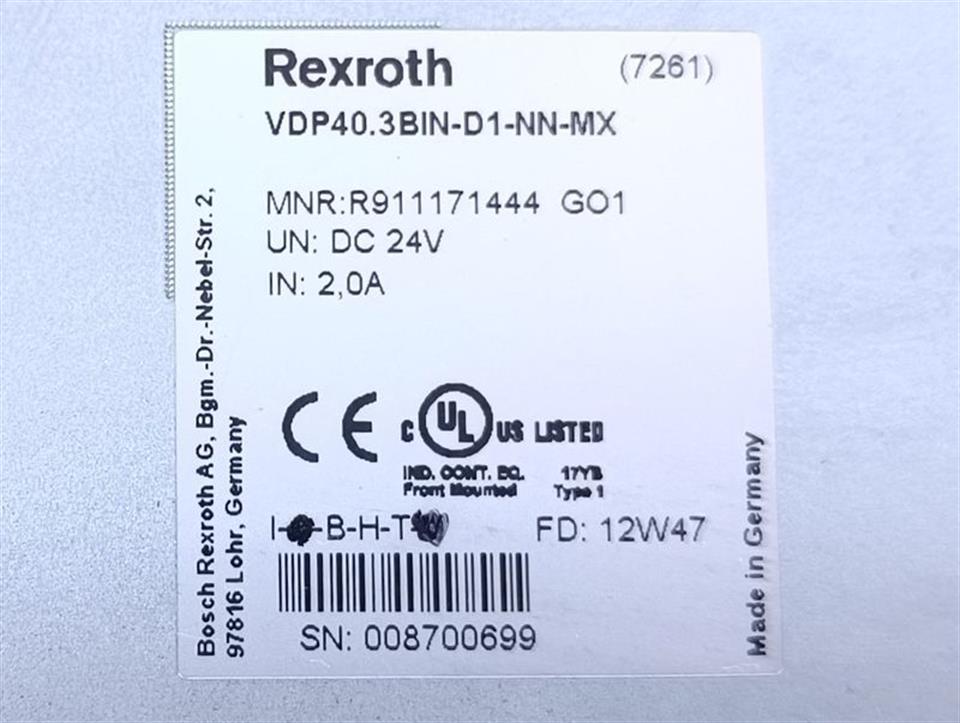 Rexroth (7261)
VDP40.3BIN-D1-NN-MX
MNR:R911171444 GO1
UN: DC 24V
IN: 2,0A
CE C UL US LISTED
IND. CONT. EQ. 17YB
Front Mounted Type 1
I- -B-H-T- FD: 12W47
SN: 008700699
Bosch Rexroth AG, Bgm.-Dr.-Nebel-Str. 2,
97816 Lohr, Germany
Made in Germany